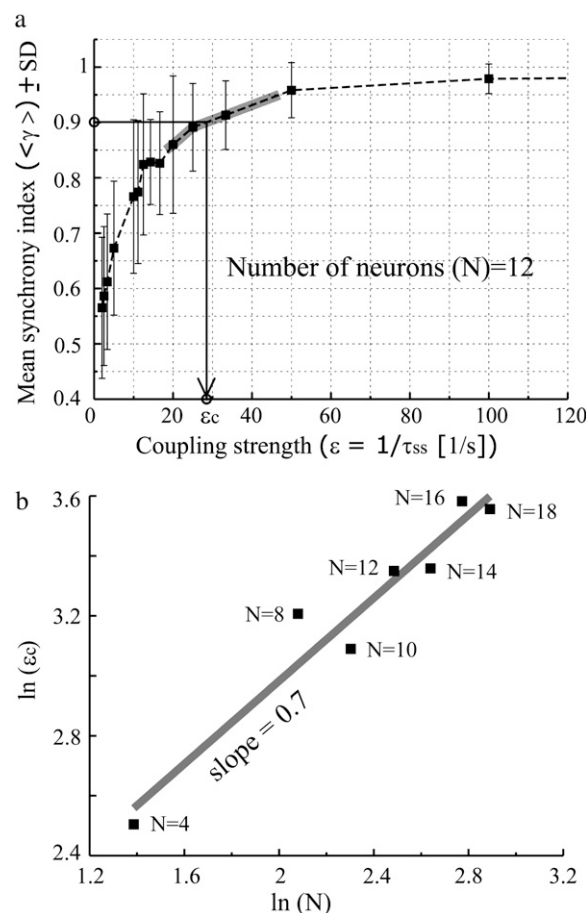 a
Mean synchrony index (<γ>) ± SD
1
0.9
0.8
0.7
0.6
0.5
0.4
Number of neurons (N)=12
0 20 εc 40 60 80 100 120
Coupling strength (ε = 1/τss [1/s])
b
ln (εc)
3.6
3.2
2.8
2.4
N=16
N=18
N=12
N=14
N=8
N=10
slope = 0.7
N=4
1.2 1.6 2 2.4 2.8 3.2
ln (N)